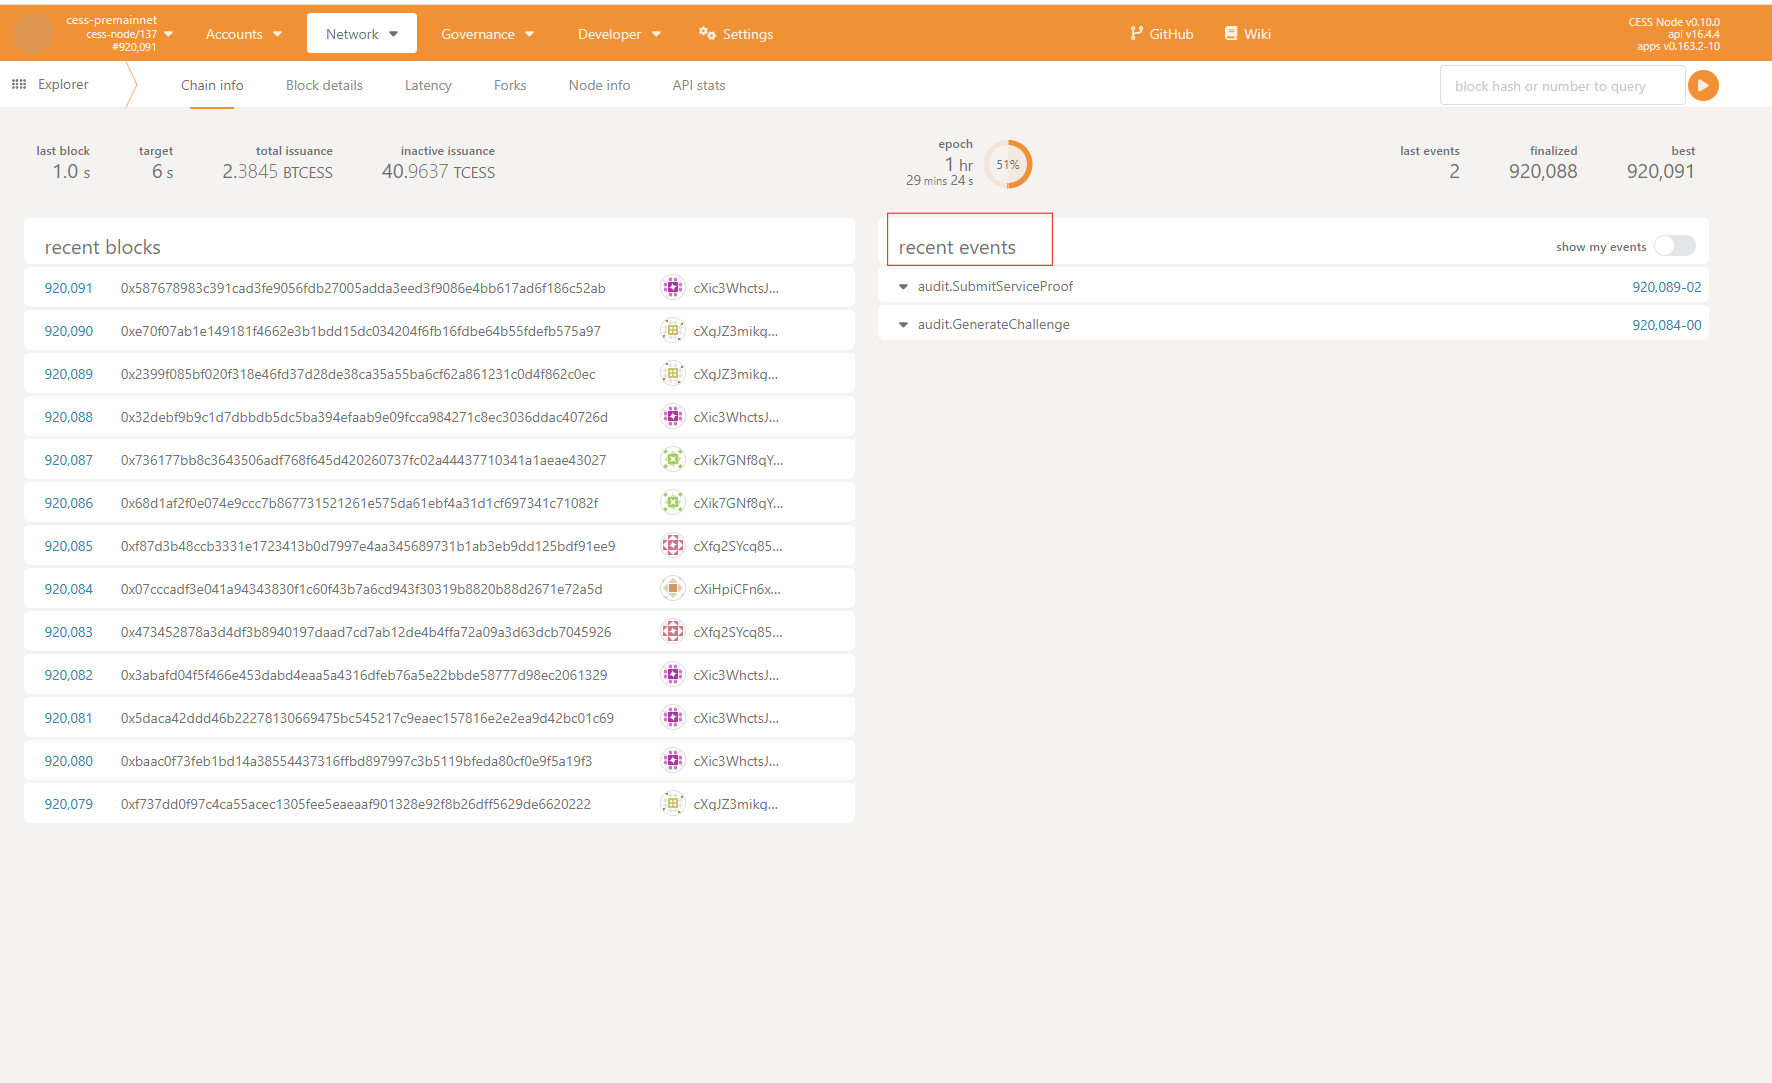 cess-premainnet
cess-node/137
#920,091
Accounts
Network
Governance
Developer
Settings
GitHub
Wiki
CESS Node v0.10.0
api v16.4.4
apps v0.163.2-10
Explorer
Chain info
Block details
Latency
Forks
Node info
API stats
block hash or number to query
last block
1.0 s
target
6 s
total issuance
2.3845 BTCESS
inactive issuance
40.9637 TCESS
epoch
1 hr
29 mins 24 s
51%
last events
2
finalized
920,088
best
920,091
recent blocks
920,091 0x587678983c391cad3fe9056fdb27005adda3eed3f9086e4bb617ad6f186c52ab cXic3WhctsJ...
920,090 0xe70f07ab1e149181f4662e3b1bdd15dc034204f6fb16fdbe64b55fdefb575a97 cXgJZ3mikq...
920,089 0x2399f085bf020f318e46fd37d28de38ca35a55ba6cf62a861231c0d4f862c0ec cXgJZ3mikq...
920,088 0x32debf9b9c1d7dbbdb5dc5ba394efaab9e09fcca984271c8ec3036ddac40726d cXic3WhctsJ...
920,087 0x736177bb8c3643506adf768f645d420260737fc02a44437710341a1aeae43027 cXik7GNf8qY...
920,086 0x68d1af2f0e074e9ccc7b867731521261e575da61ebf4a31d1cf697341c71082f cXik7GNf8qY...
920,085 0xf87d3b48ccb3331e1723413b0d7997e4aa345689731b1ab3eb9dd125bdf91ee9 cXfg2SYcq85...
920,084 0x07cccadf3e041a94343830f1c60f43b7a6cd943f30319b8820b88d2671e72a5d cXiHpiCFn6x...
920,083 0x473452878a3d4df3b8940197daad7cd7ab12de4b4ffa72a09a3d63dcb7045926 cXfg2SYcq85...
920,082 0x3abafd04f5f466e453dabd4eaa5a4316dfeb76a5e22bbde58777d98ec2061329 cXic3WhctsJ...
920,081 0x5daca42ddd46b22278130669475bc545217c9eaec157816e2e2ea9d42bc01c69 cXic3WhctsJ...
920,080 0xbaac0f73feb1bd14a38554437316ffbd897997c3b5119bfeda80cf0e9f5a19f3 cXic3WhctsJ...
920,079 0xf737dd0f97c4ca55acec1305fee5eaeaaf901328e92f8b26dff5629de6620222 cXgJZ3mikq...
recent events
show my events
audit.SubmitServiceProof 920,089-02
audit.GenerateChallenge 920,084-00